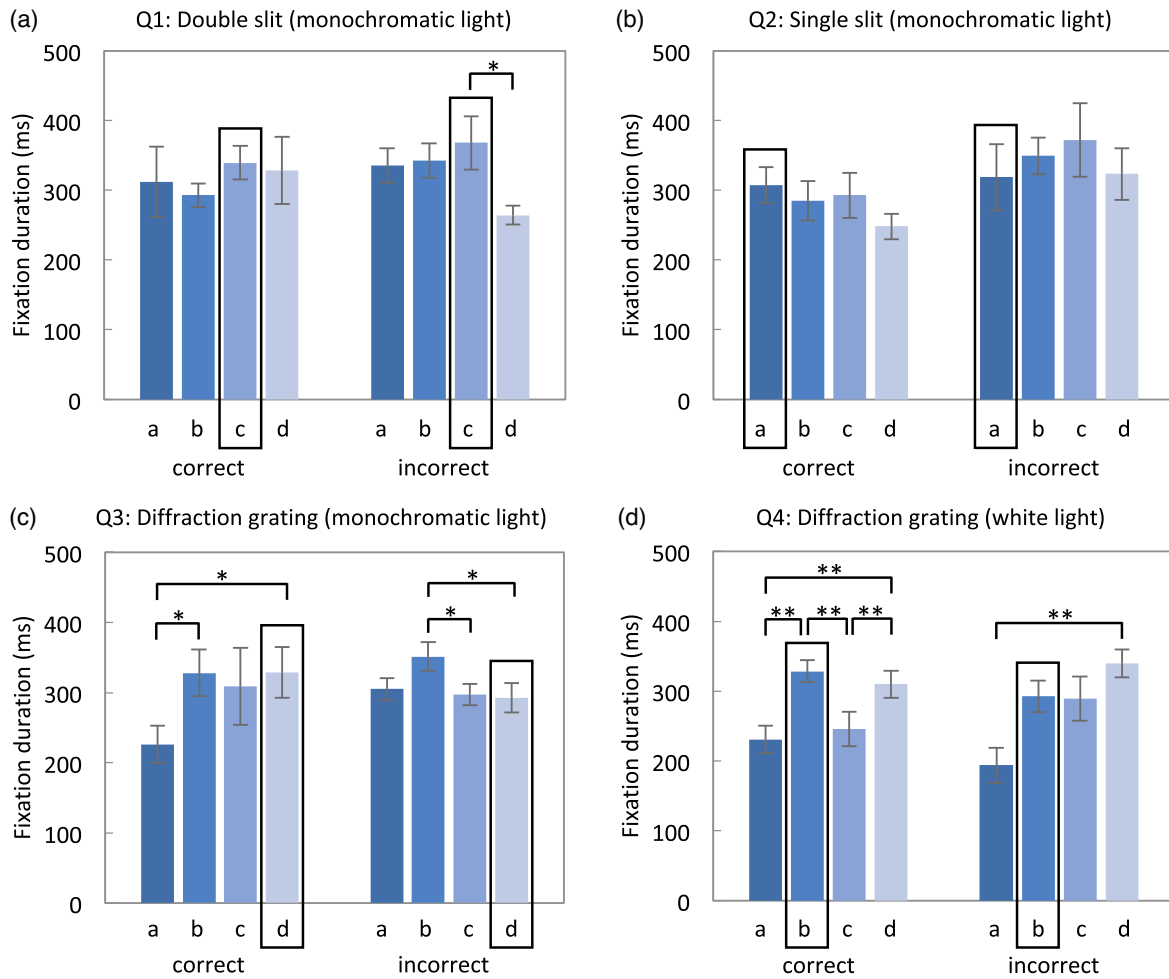 (a) Q1: Double slit (monochromatic light)
500
400
300
200
100
0
Fixation duration (ms)
*
a b c d a b c d
correct incorrect
(b) Q2: Single slit (monochromatic light)
500
400
300
200
100
0
Fixation duration (ms)
a b c d a b c d
correct incorrect
(c) Q3: Diffraction grating (monochromatic light)
500
400
300
200
100
0
Fixation duration (ms)
* *
* *
a b c d a b c d
correct incorrect
(d) Q4: Diffraction grating (white light)
500
400
300
200
100
0
Fixation duration (ms)
**
** ** ** **
a b c d a b c d
correct incorrect